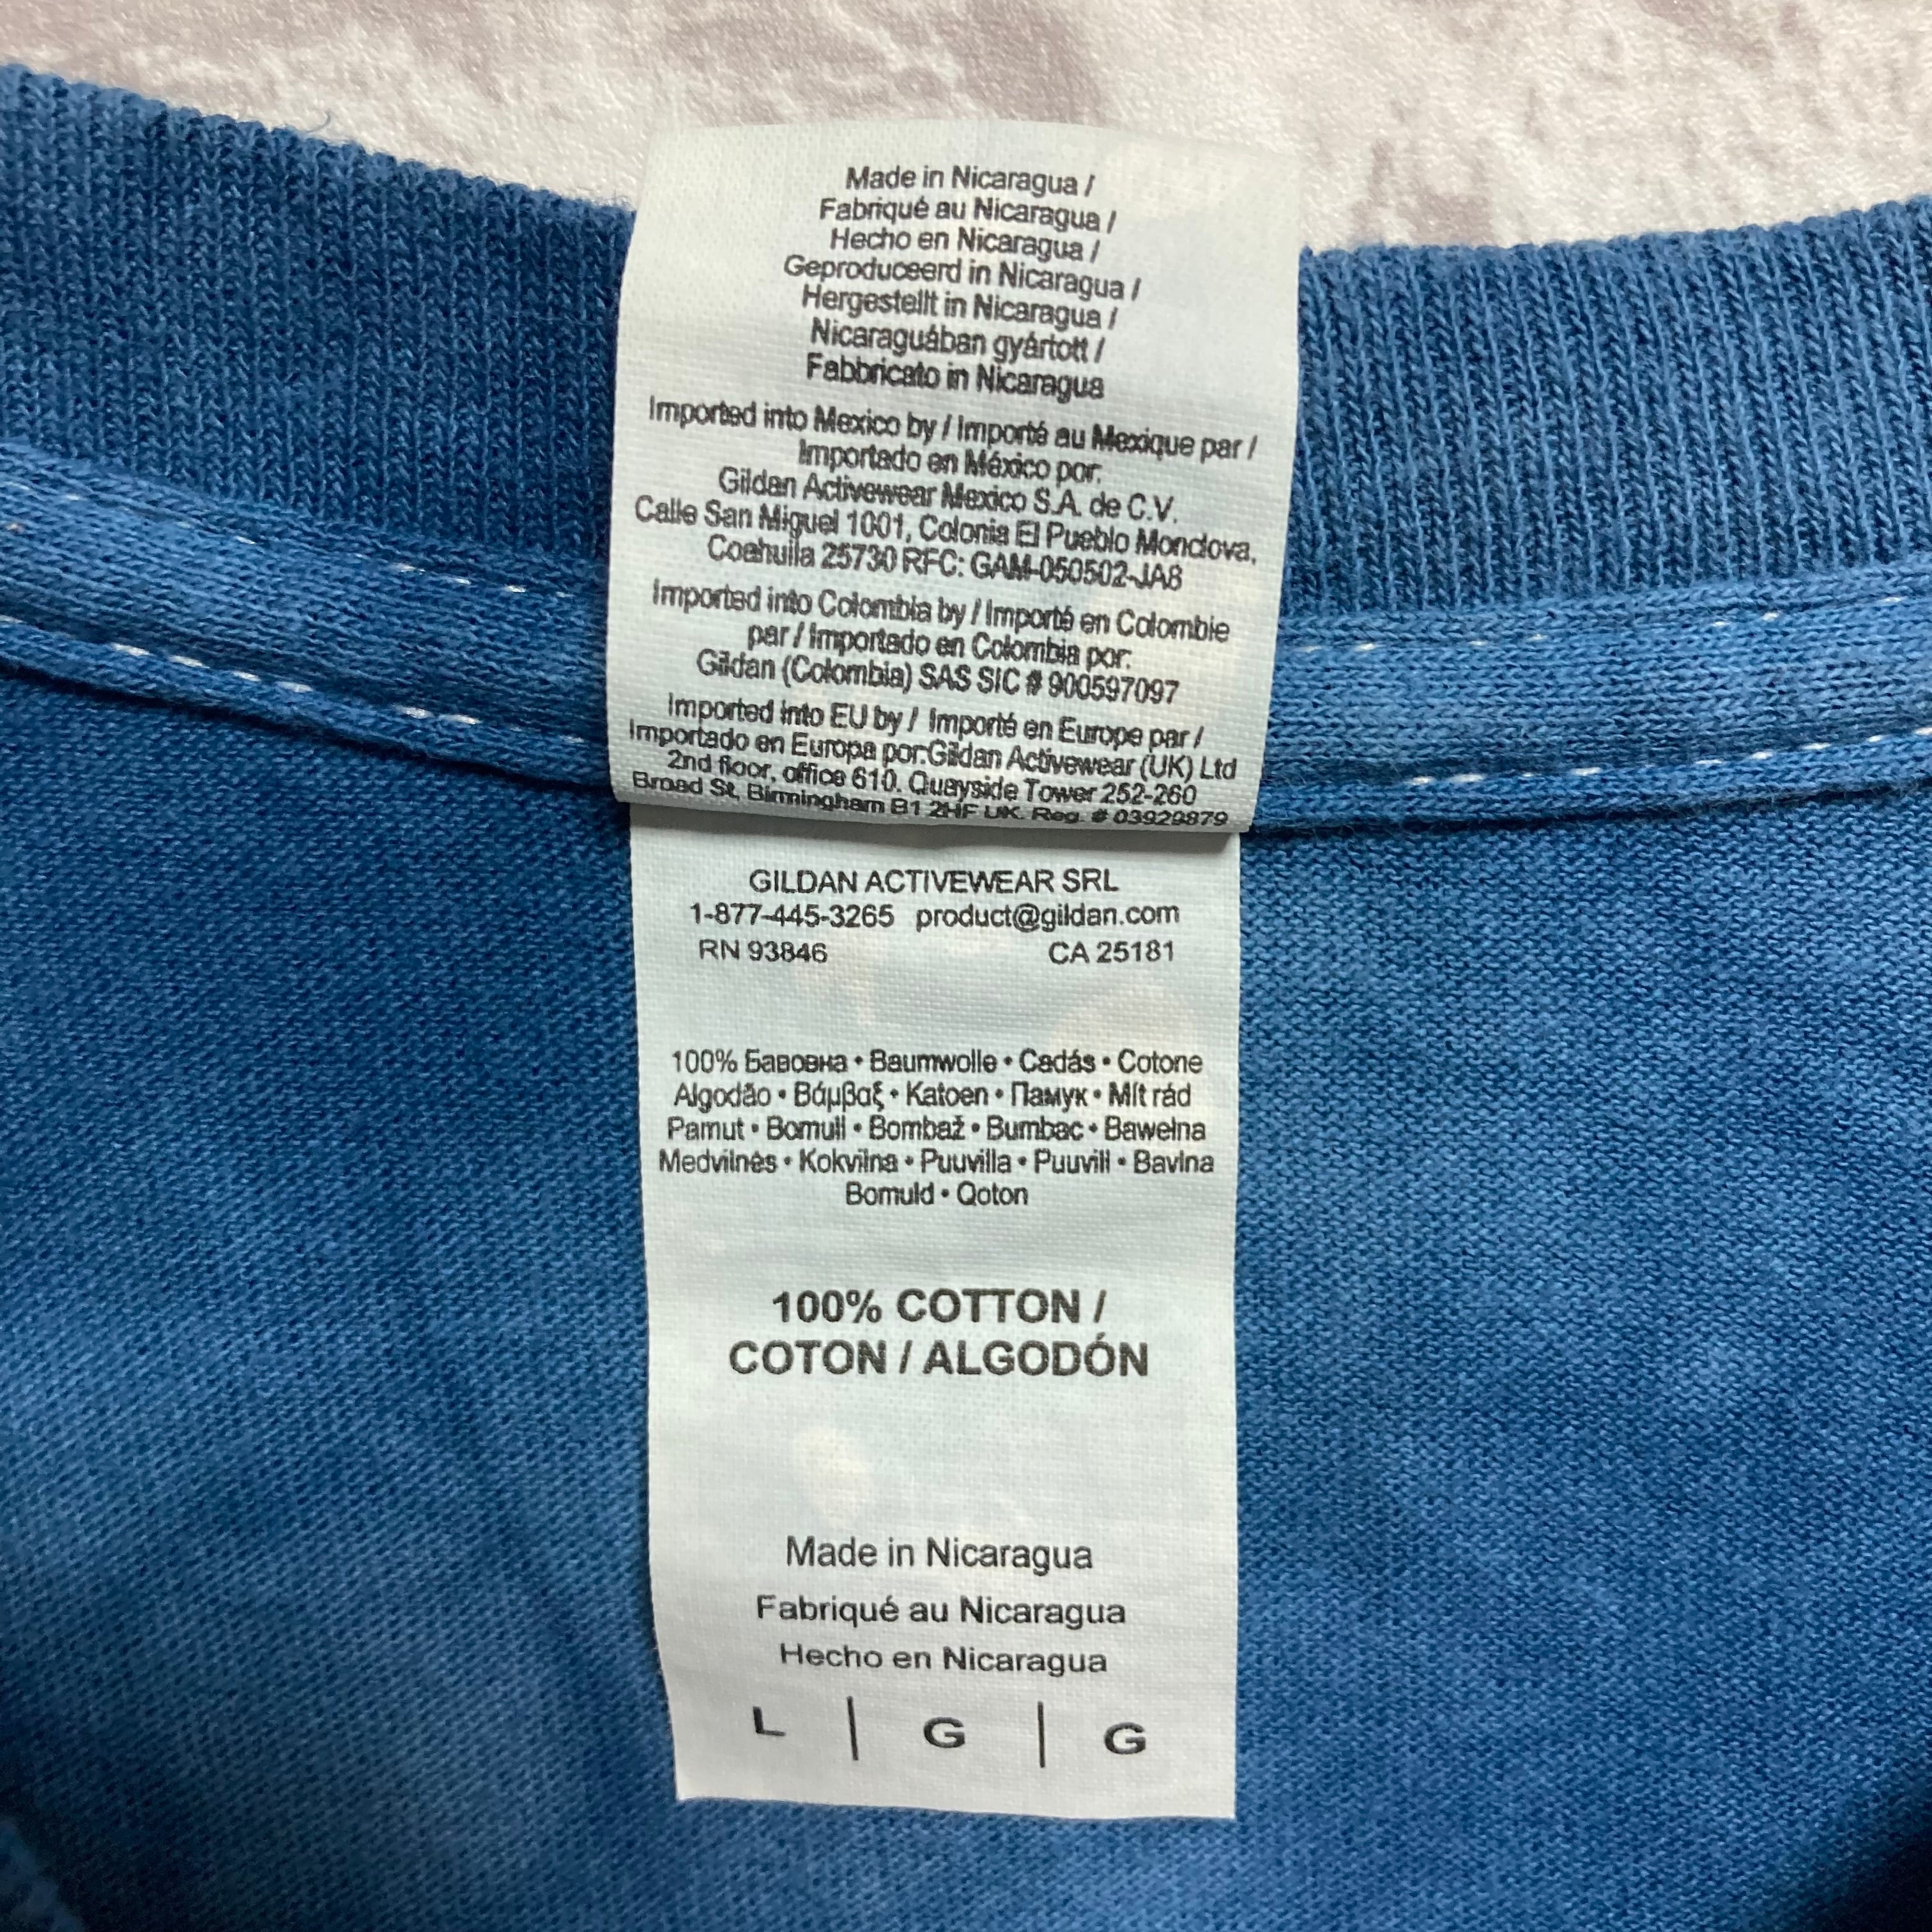 Made in Nicaragua /
Fabriqué au Nicaragua /
Hecho en Nicaragua /
Geproduceerd in Nicaragua /
Hergestellt in Nicaragua /
Nicaraguában gyártott /
Fabbricato in Nicaragua
Imported into Mexico by / Importé au Mexique par /
Importado en México por:
Gildan Activewear Mexico S.A. de C.V.
Calle San Miguel 1001, Colonia El Pueblo Monclova,
Coahuila 25730 RFC: GAM-050502-JA8
Imported into Colombia by / Importé en Colombie
par / Importado en Colombia por:
Gildan (Colombia) SAS SIC # 900597097
Imported into EU by / Importé en Europe par /
Importado en Europa por:Gildan Activewear (UK) Ltd
2nd floor, office 610. Quayside Tower 252-260
Broad St, Birmingham B1 2HF UK. Reg. # 03929879
GILDAN ACTIVEWEAR SRL
1-877-445-3265 product@gildan.com
RN 93846 CA 25181
100% Бавовна • Baumwolle • Cadás • Cotone
Algodão • Βάμβαξ • Katoen • Памук • Mít rád
Pamut • Bomull • Bombaž • Bumbac • Bawełna
Medvilnės • Kokvilna • Puuvilla • Puuvill • Bavlna
Bomuld • Qoton
100% COTTON /
COTON / ALGODÓN
Made in Nicaragua
Fabriqué au Nicaragua
Hecho en Nicaragua
L | G | G